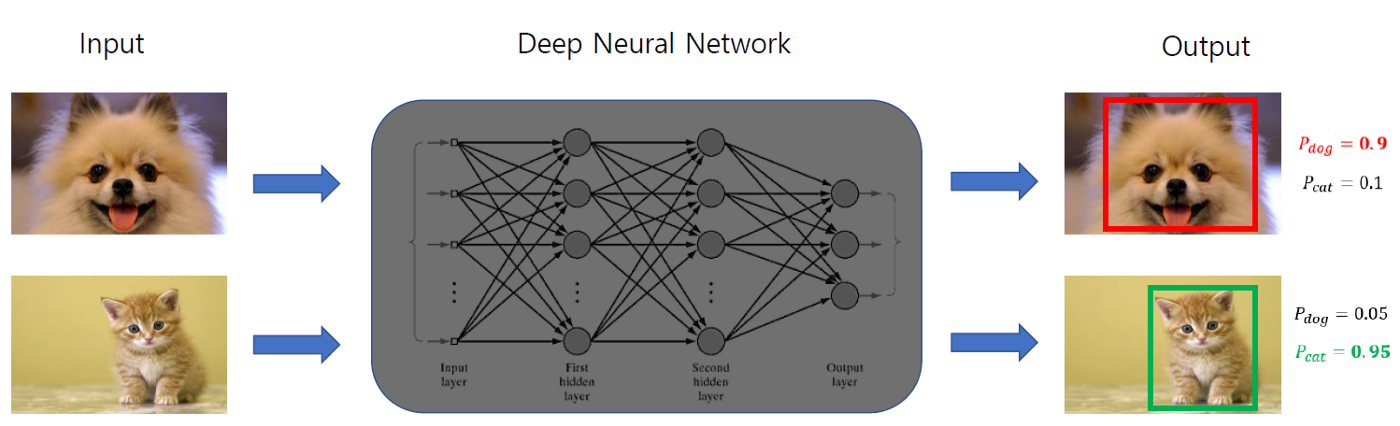 Input
Deep Neural Network
Output
P_dog = 0.9
P_cat = 0.1
P_dog = 0.05
P_cat = 0.95
Input
layer
First
hidden
layer
Second
hidden
layer
Output
layer